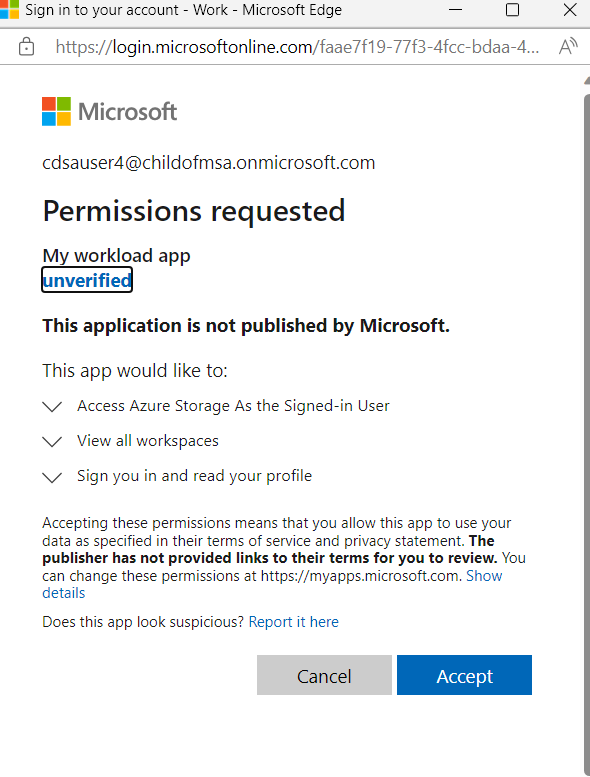 Sign in to your account - Work - Microsoft Edge
https://login.microsoftonline.com/faae7f19-77f3-4fcc-bdaa-4...
A
Microsoft
cdsauser4@childofmsa.onmicrosoft.com
Permissions requested
My workload app
unverified
This application is not published by Microsoft.
This app would like to:
Access Azure Storage As the Signed-in User
View all workspaces
Sign you in and read your profile
Accepting these permissions means that you allow this app to use your
data as specified in their terms of service and privacy statement. The
publisher has not provided links to their terms for you to review. You
can change these permissions at https://myapps.microsoft.com. Show
details
Does this app look suspicious? Report it here
Cancel
Accept